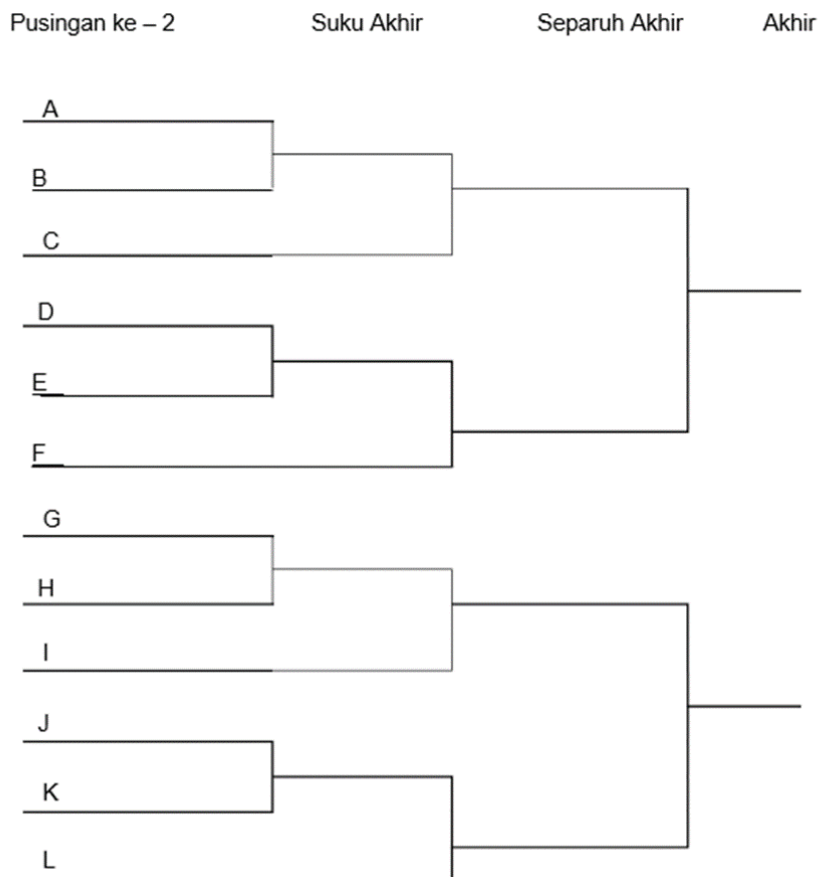 Pusingan ke – 2 Suku Akhir Separuh Akhir Akhir
A
B
C
D
E
F
G
H
I
J
K
L